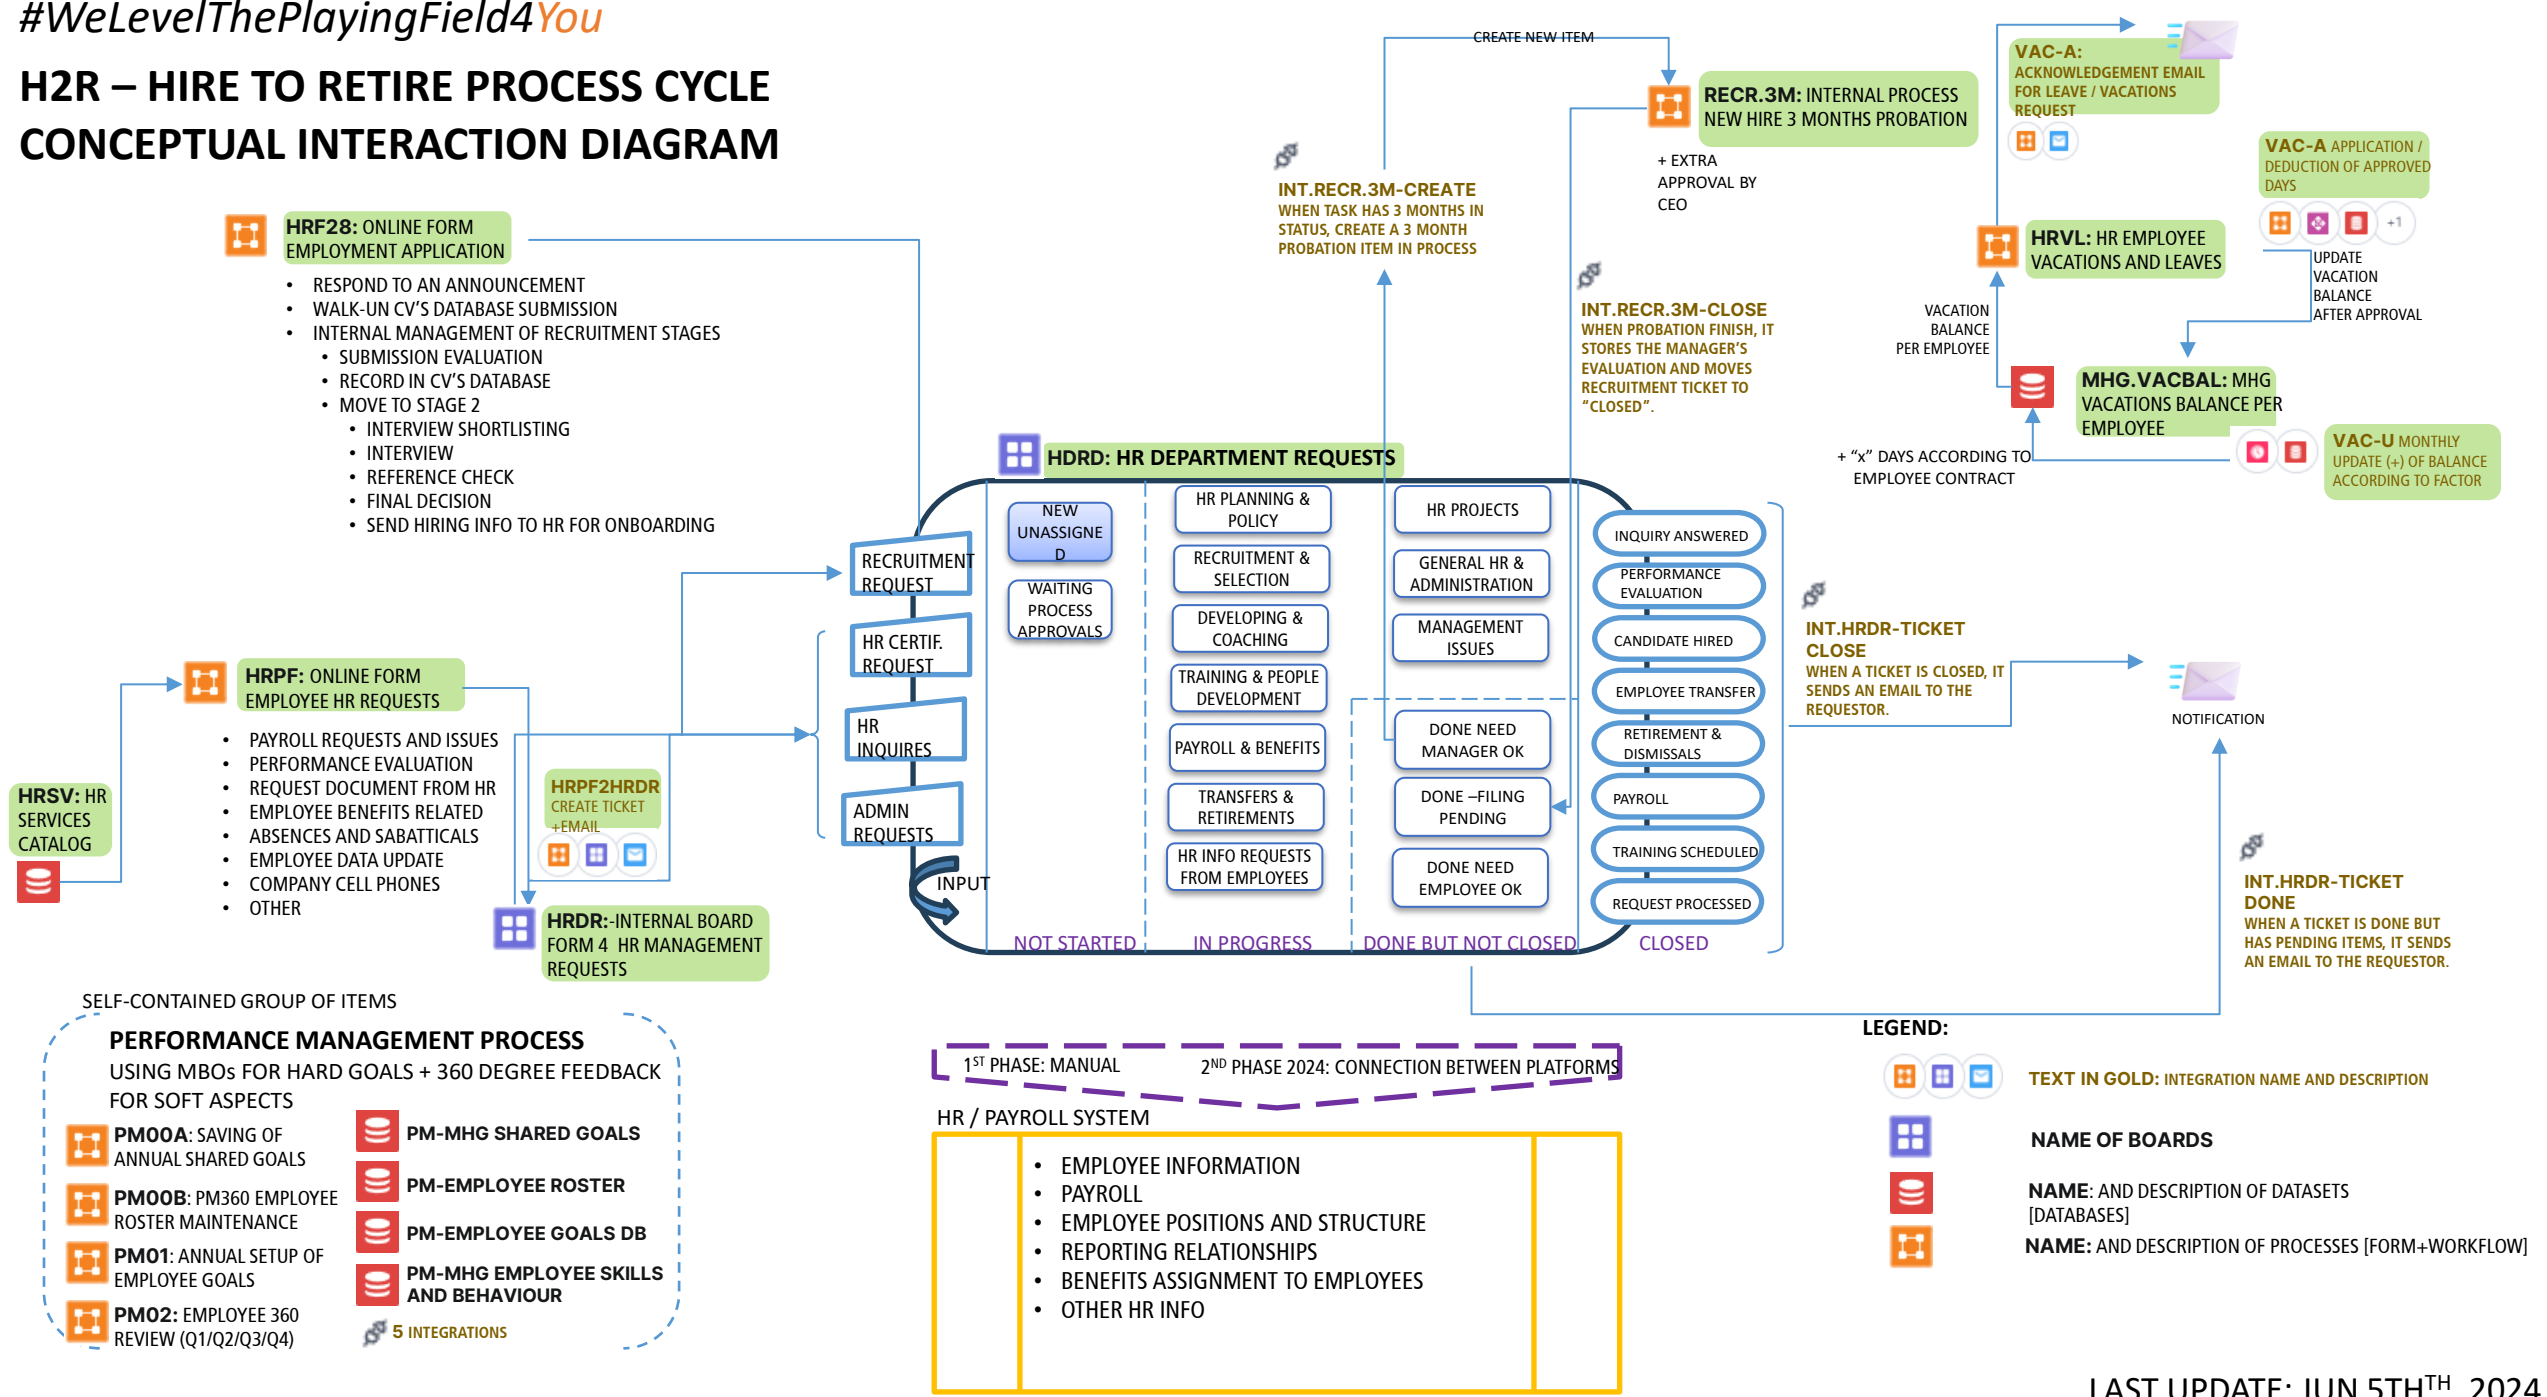 #WeLevelThePlayingField4You
H2R – HIRE TO RETIRE PROCESS CYCLE
CONCEPTUAL INTERACTION DIAGRAM
HRF28: ONLINE FORM
EMPLOYMENT APPLICATION
• RESPOND TO AN ANNOUNCEMENT
• WALK-UN CV'S DATABASE SUBMISSION
• INTERNAL MANAGEMENT OF RECRUITMENT STAGES
• SUBMISSION EVALUATION
• RECORD IN CV'S DATABASE
• MOVE TO STAGE 2
• INTERVIEW SHORTLISTING
• INTERVIEW
• REFERENCE CHECK
• FINAL DECISION
• SEND HIRING INFO TO HR FOR ONBOARDING
HRPF: ONLINE FORM
EMPLOYEE HR REQUESTS
• PAYROLL REQUESTS AND ISSUES
• PERFORMANCE EVALUATION
• REQUEST DOCUMENT FROM HR
• EMPLOYEE BENEFITS RELATED
• ABSENCES AND SABATTICALS
• EMPLOYEE DATA UPDATE
• COMPANY CELL PHONES
• OTHER
HRSV: HR
SERVICES
CATALOG
HRPF2HRDR
CREATE TICKET
+EMAIL
HRDR:-INTERNAL BOARD
FORM 4 HR MANAGEMENT
REQUESTS
CREATE NEW ITEM
RECR.3M: INTERNAL PROCESS
NEW HIRE 3 MONTHS PROBATION
+ EXTRA
APPROVAL BY
CEO
INT.RECR.3M-CREATE
WHEN TASK HAS 3 MONTHS IN
STATUS, CREATE A 3 MONTH
PROBATION ITEM IN PROCESS
INT.RECR.3M-CLOSE
WHEN PROBATION FINISH, IT
STORES THE MANAGER'S
EVALUATION AND MOVES
RECRUITMENT TICKET TO
“CLOSED”.
VAC-A:
ACKNOWLEDGEMENT EMAIL
FOR LEAVE / VACATIONS
REQUEST
VAC-A APPLICATION /
DEDUCTION OF APPROVED
DAYS
+1
HRVL: HR EMPLOYEE
VACATIONS AND LEAVES
UPDATE
VACATION
BALANCE
AFTER APPROVAL
VACATION
BALANCE
PER EMPLOYEE
MHG.VACBAL: MHG
VACATIONS BALANCE PER
EMPLOYEE
VAC-U MONTHLY
UPDATE (+) OF BALANCE
ACCORDING TO FACTOR
+ “x” DAYS ACCORDING TO
EMPLOYEE CONTRACT
HDRD: HR DEPARTMENT REQUESTS
RECRUITMENT
REQUEST
HR CERTIF.
REQUEST
HR
INQUIRES
ADMIN
REQUESTS
INPUT
NEW
UNASSIGNE
D
WAITING
PROCESS
APPROVALS
NOT STARTED
HR PLANNING &
POLICY
RECRUITMENT &
SELECTION
DEVELOPING &
COACHING
TRAINING & PEOPLE
DEVELOPMENT
PAYROLL & BENEFITS
TRANSFERS &
RETIREMENTS
HR INFO REQUESTS
FROM EMPLOYEES
IN PROGRESS
HR PROJECTS
GENERAL HR &
ADMINISTRATION
MANAGEMENT
ISSUES
DONE NEED
MANAGER OK
DONE –FILING
PENDING
DONE NEED
EMPLOYEE OK
DONE BUT NOT CLOSED
INQUIRY ANSWERED
PERFORMANCE
EVALUATION
CANDIDATE HIRED
EMPLOYEE TRANSFER
RETIREMENT &
DISMISSALS
PAYROLL
TRAINING SCHEDULED
REQUEST PROCESSED
CLOSED
INT.HRDR-TICKET
CLOSE
WHEN A TICKET IS CLOSED, IT
SENDS AN EMAIL TO THE
REQUESTOR.
NOTIFICATION
INT.HRDR-TICKET
DONE
WHEN A TICKET IS DONE BUT
HAS PENDING ITEMS, IT SENDS
AN EMAIL TO THE REQUESTOR.
SELF-CONTAINED GROUP OF ITEMS
PERFORMANCE MANAGEMENT PROCESS
USING MBOs FOR HARD GOALS + 360 DEGREE FEEDBACK
FOR SOFT ASPECTS
PM00A: SAVING OF
ANNUAL SHARED GOALS
PM00B: PM360 EMPLOYEE
ROSTER MAINTENANCE
PM01: ANNUAL SETUP OF
EMPLOYEE GOALS
PM02: EMPLOYEE 360
REVIEW (Q1/Q2/Q3/Q4)
PM-MHG SHARED GOALS
PM-EMPLOYEE ROSTER
PM-EMPLOYEE GOALS DB
PM-MHG EMPLOYEE SKILLS
AND BEHAVIOUR
5 INTEGRATIONS
1ST PHASE: MANUAL
2ND PHASE 2024: CONNECTION BETWEEN PLATFORMS
HR / PAYROLL SYSTEM
• EMPLOYEE INFORMATION
• PAYROLL
• EMPLOYEE POSITIONS AND STRUCTURE
• REPORTING RELATIONSHIPS
• BENEFITS ASSIGNMENT TO EMPLOYEES
• OTHER HR INFO
LEGEND:
TEXT IN GOLD: INTEGRATION NAME AND DESCRIPTION
NAME OF BOARDS
NAME: AND DESCRIPTION OF DATASETS
[DATABASES]
NAME: AND DESCRIPTION OF PROCESSES [FORM+WORKFLOW]
LAST UPDATE: JUN 5THTH 2024